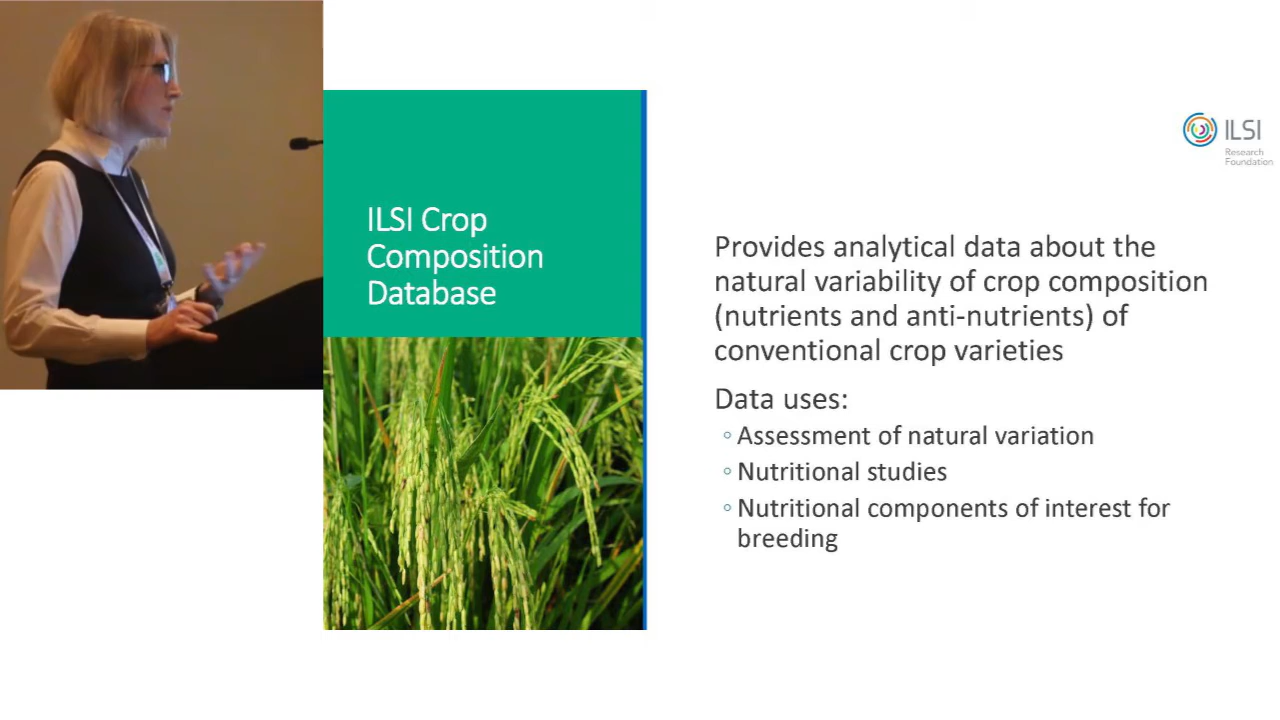 ILSI Crop
Composition
Database
ILSI
Research
Foundation
Provides analytical data about the
natural variability of crop composition
(nutrients and anti-nutrients) of
conventional crop varieties
Data uses:
◦ Assessment of natural variation
◦ Nutritional studies
◦ Nutritional components of interest for
breeding